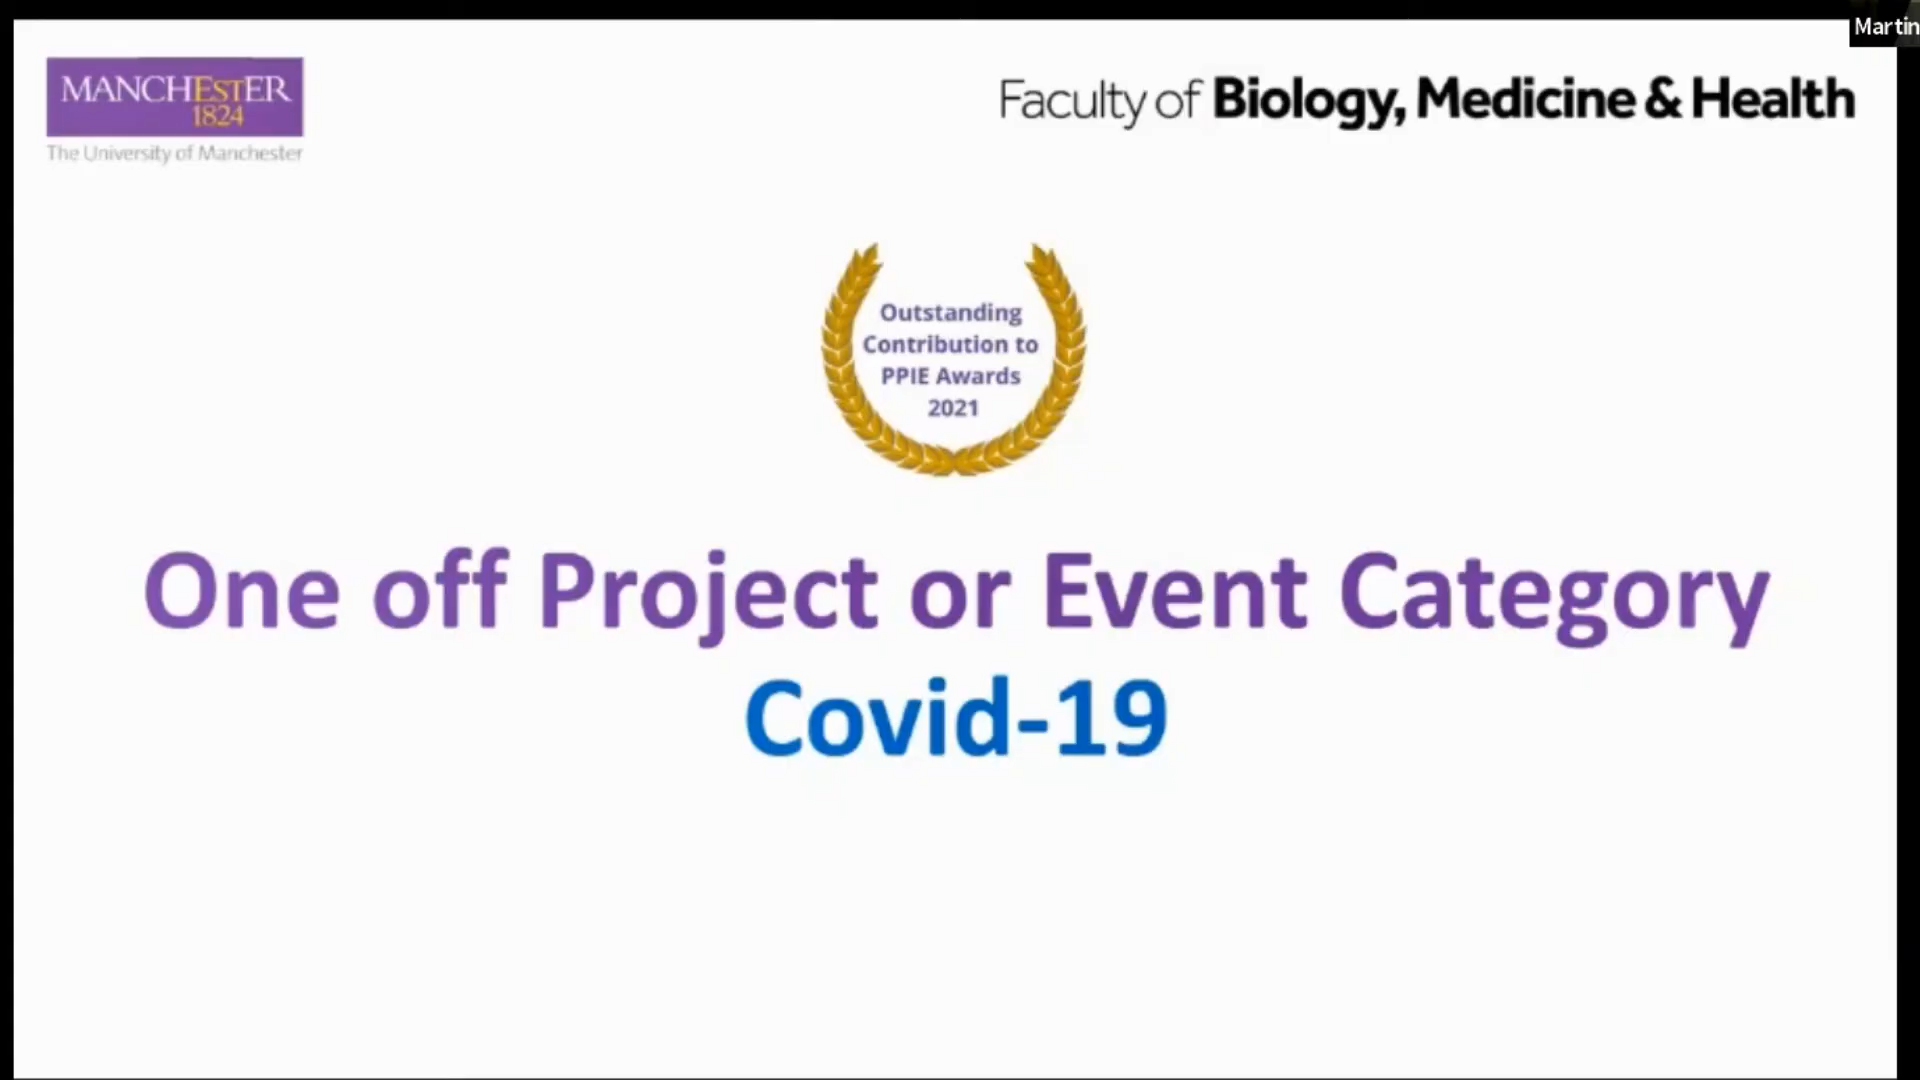 Martin
MANCHESTER
1824
The University of Manchester
Faculty of Biology, Medicine & Health
Outstanding
Contribution to
PPIE Awards
2021
One off Project or Event Category
Covid-19